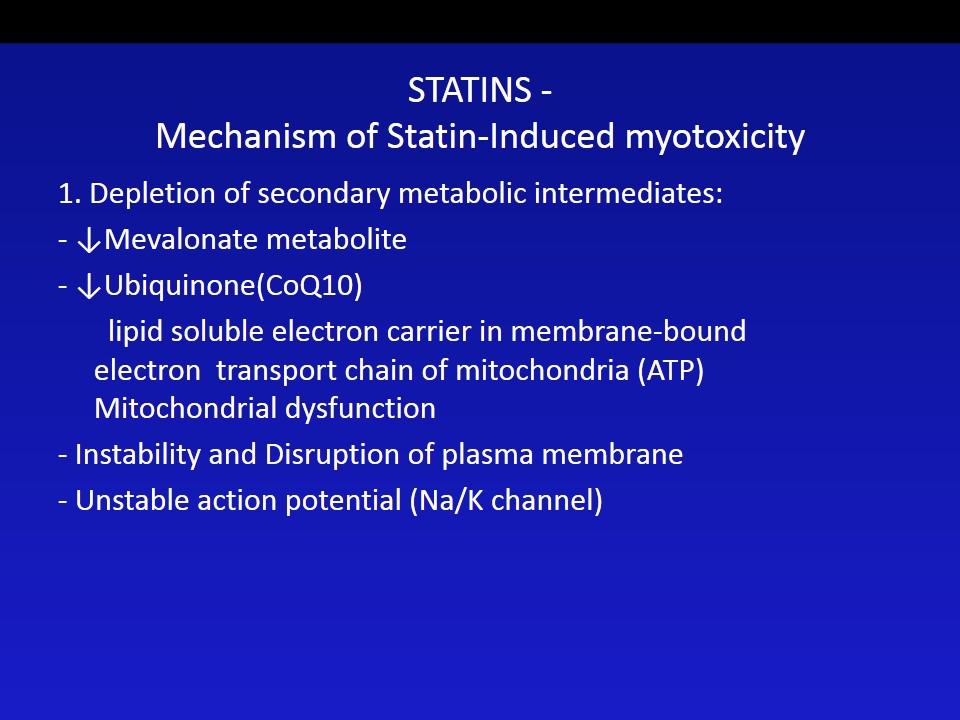 STATINS -
Mechanism of Statin-Induced myotoxicity
1. Depletion of secondary metabolic intermediates:
- ↓Mevalonate metabolite
- ↓Ubiquinone(CoQ10)
lipid soluble electron carrier in membrane-bound
electron  transport chain of mitochondria (ATP)
Mitochondrial dysfunction
- Instability and Disruption of plasma membrane
- Unstable action potential (Na/K channel)